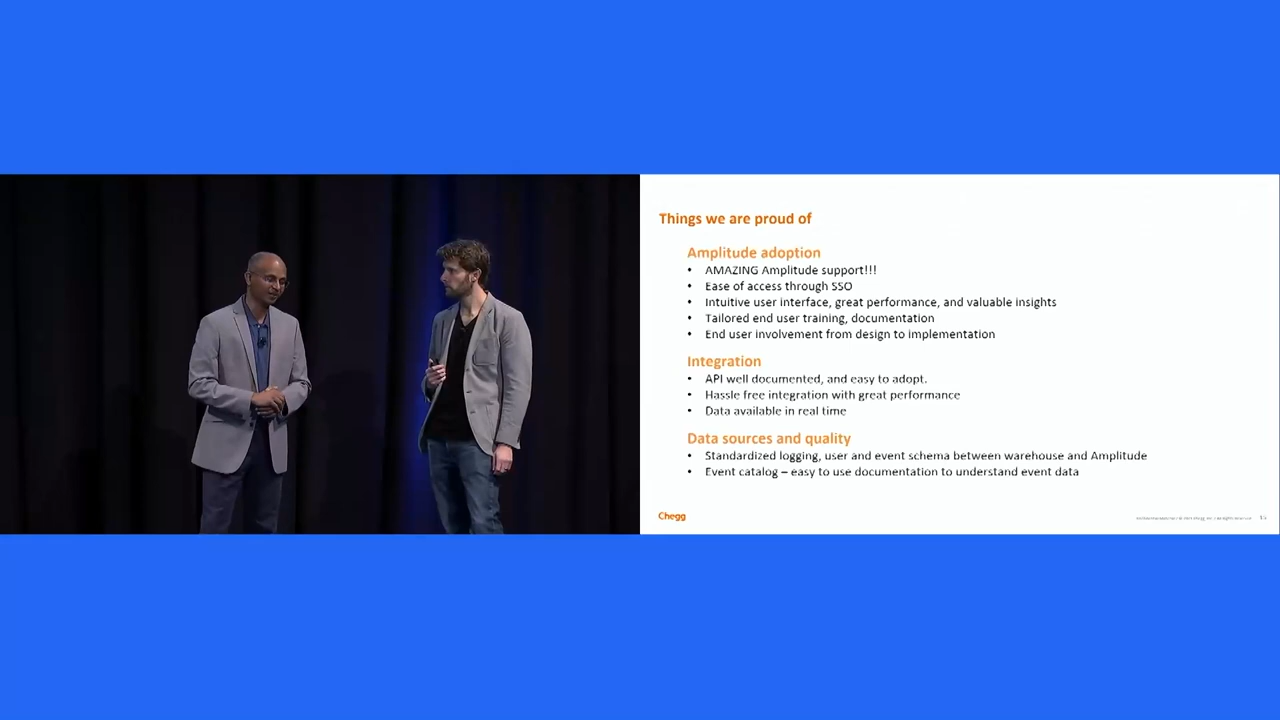 Things we are proud of
Amplitude adoption
• AMAZING Amplitude support!!!
• Ease of access through SSO
• Intuitive user interface, great performance, and valuable insights
• Tailored end user training, documentation
• End user involvement from design to implementation
Integration
• API well documented, and easy to adopt.
• Hassle free integration with great performance
• Data available in real time
Data sources and quality
• Standardized logging, user and event schema between warehouse and Amplitude
• Event catalog – easy to use documentation to understand event data
Chegg